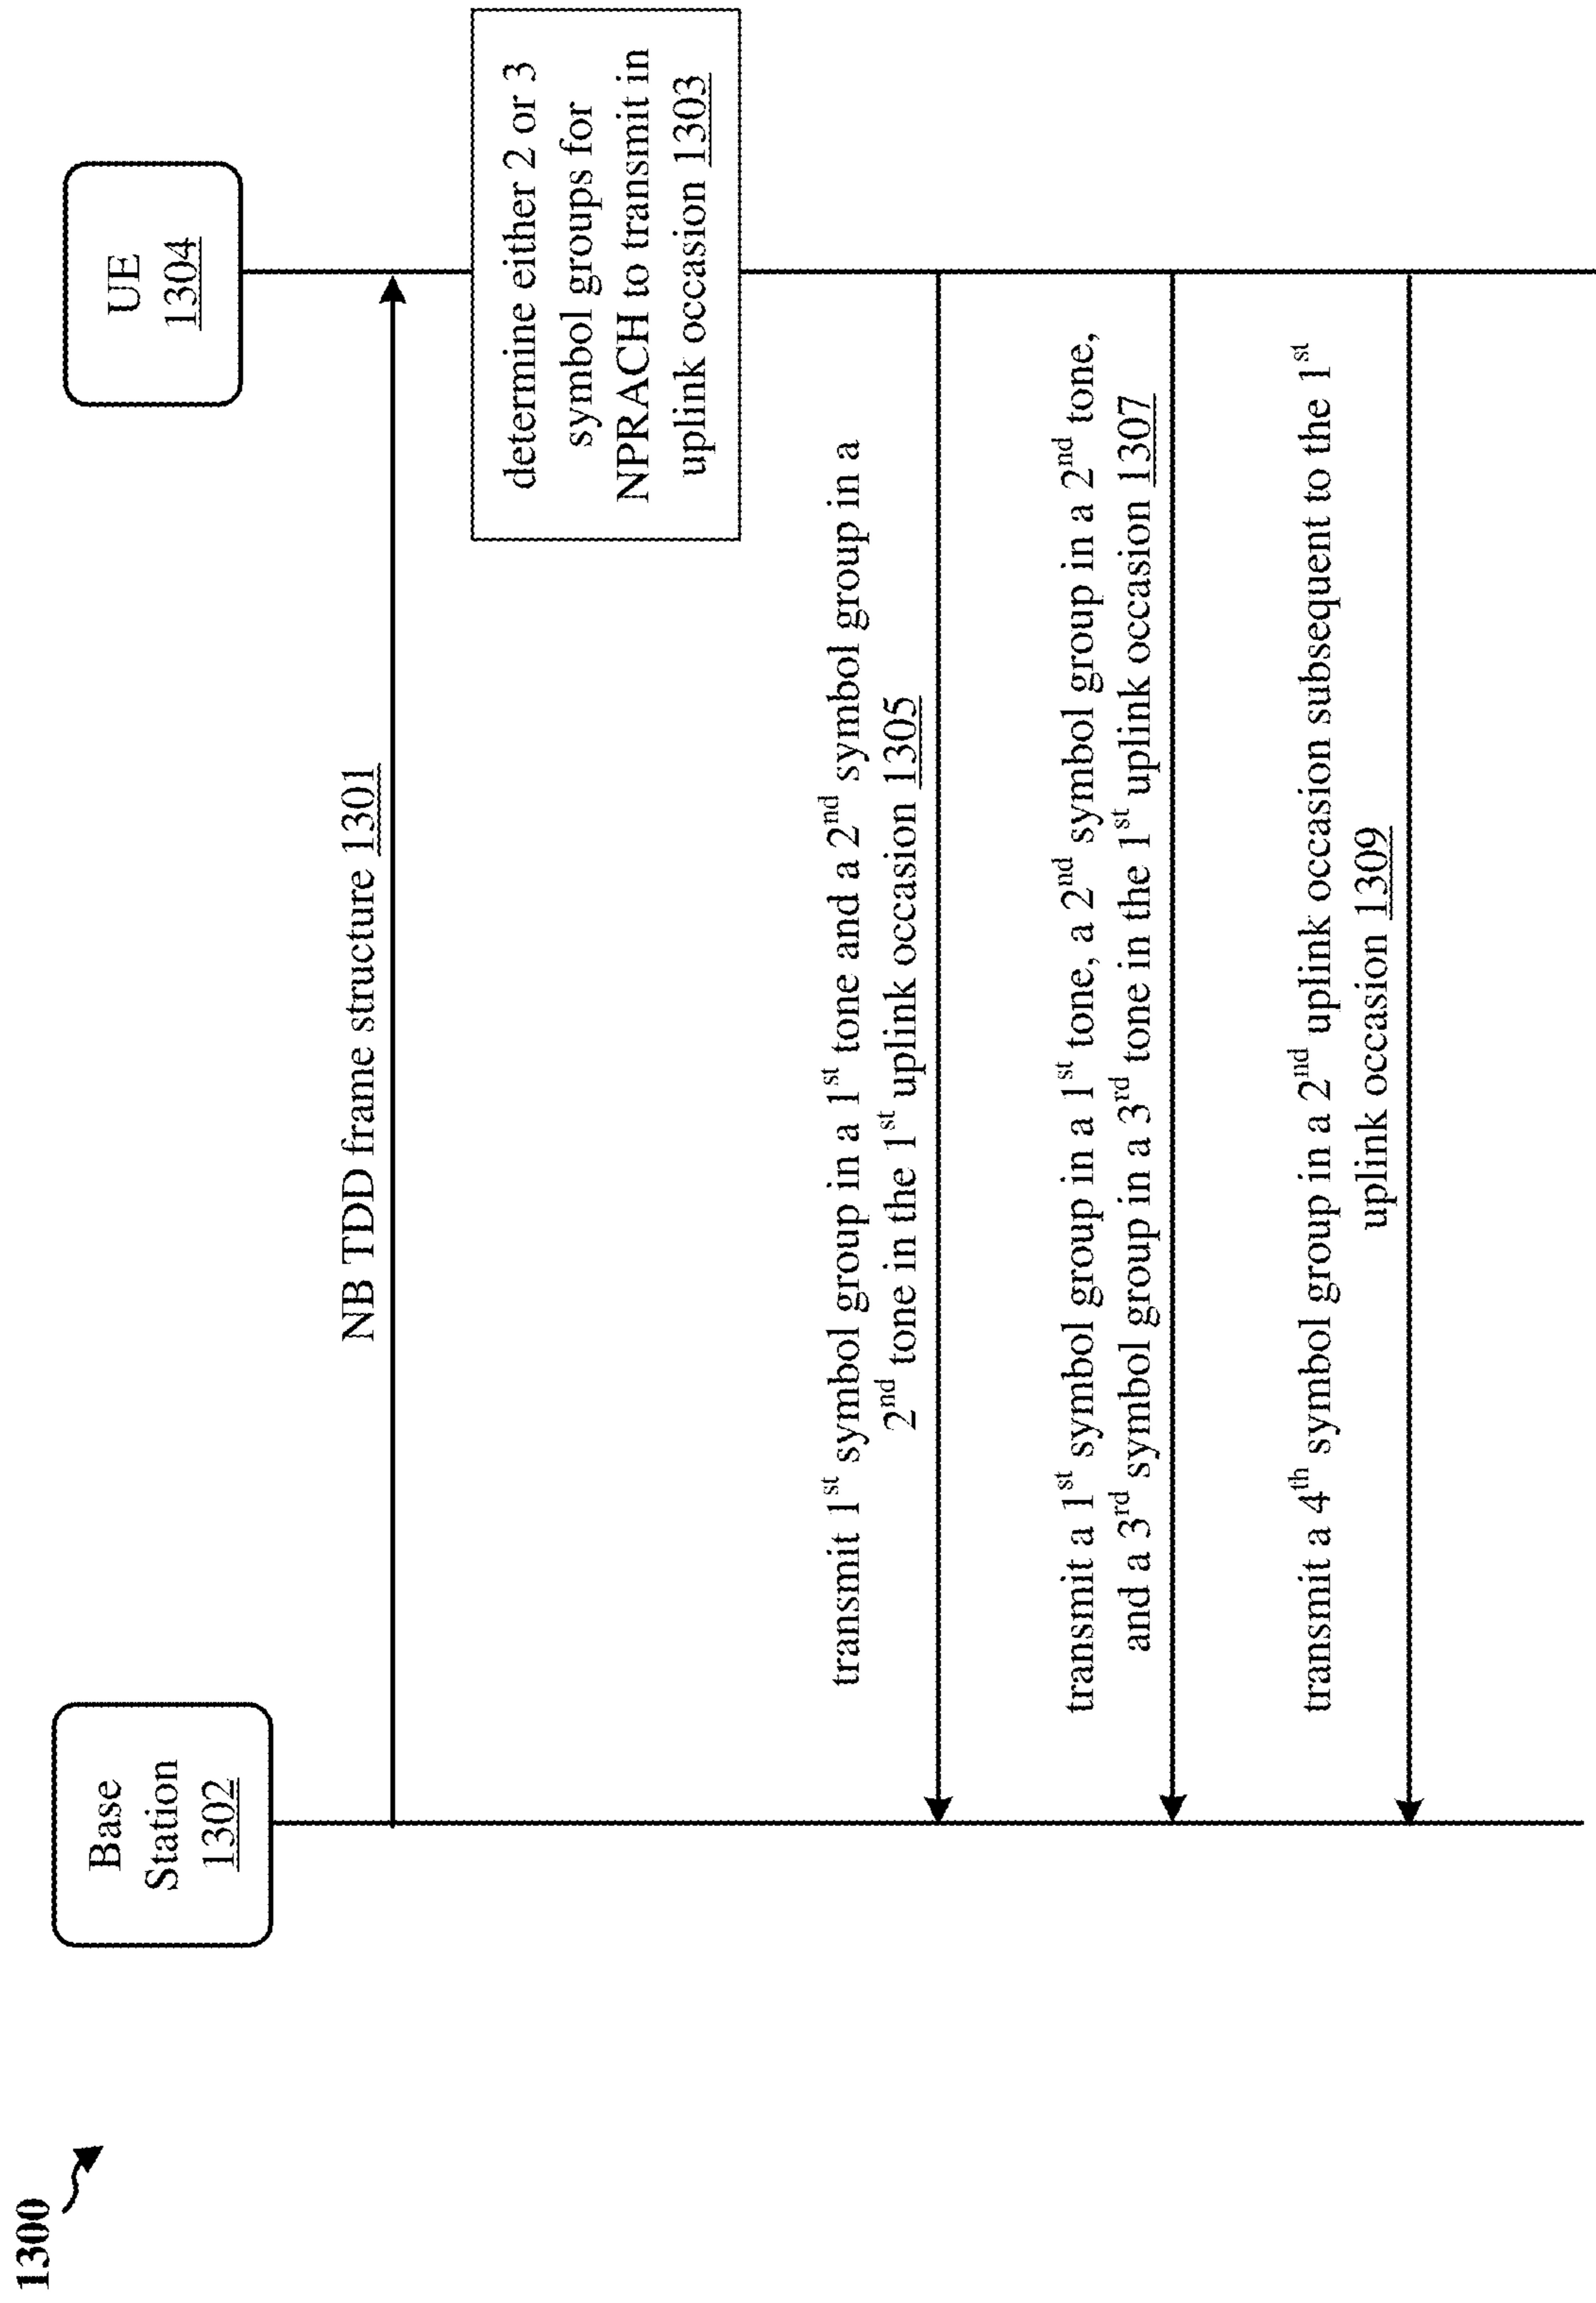 1300
Base
Station
1302
UE
1304
NB TDD frame structure 1301
determine either 2 or 3
symbol groups for
NPRACH to transmit in
uplink occasion 1303
transmit 1st symbol group in a 1st tone and a 2nd symbol group in a
2nd tone in the 1st uplink occasion 1305
transmit a 1st symbol group in a 1st tone, a 2nd symbol group in a 2nd tone,
and a 3rd symbol group in a 3rd tone in the 1st uplink occasion 1307
transmit a 4th symbol group in a 2nd uplink occasion subsequent to the 1st
uplink occasion 1309